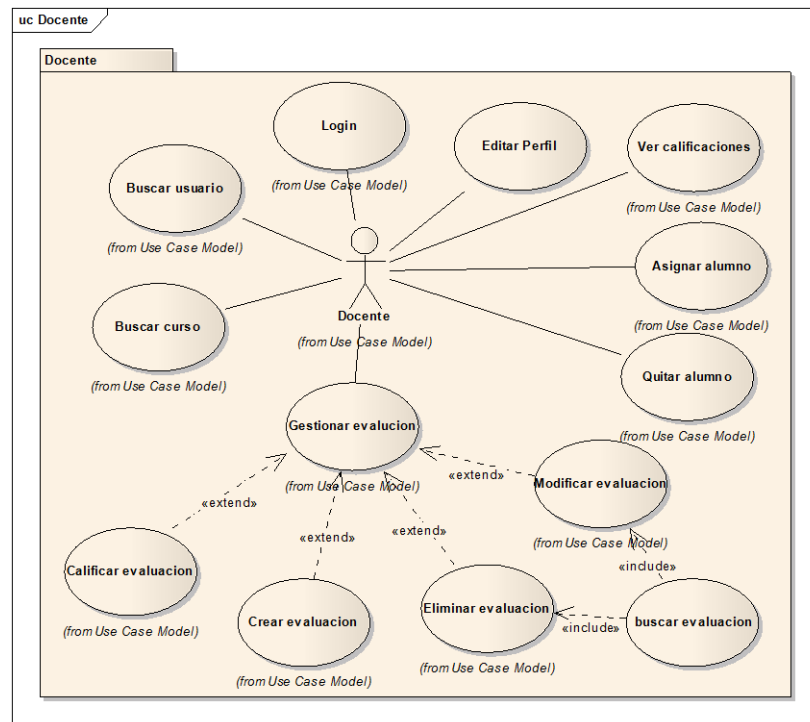 uc Docente
Docente
Login
(from Use Case Model)
Editar Perfil
(from Use Case Model)
Ver calificaciones
(from Use Case Model)
Buscar usuario
(from Use Case Model)
Asignar alumno
(from Use Case Model)
Buscar curso
(from Use Case Model)
Docente
(from Use Case Model)
Quitar alumno
(from Use Case Model)
Gestionar evalucion
(from Use Case Model)
Modificar evaluacion
(from Use Case Model)
«extend»
«extend»
«extend»
«extend»
«include»
«include»
Calificar evaluacion
(from Use Case Model)
Crear evaluacion
(from Use Case Model)
Eliminar evaluacion
(from Use Case Model)
buscar evaluacion